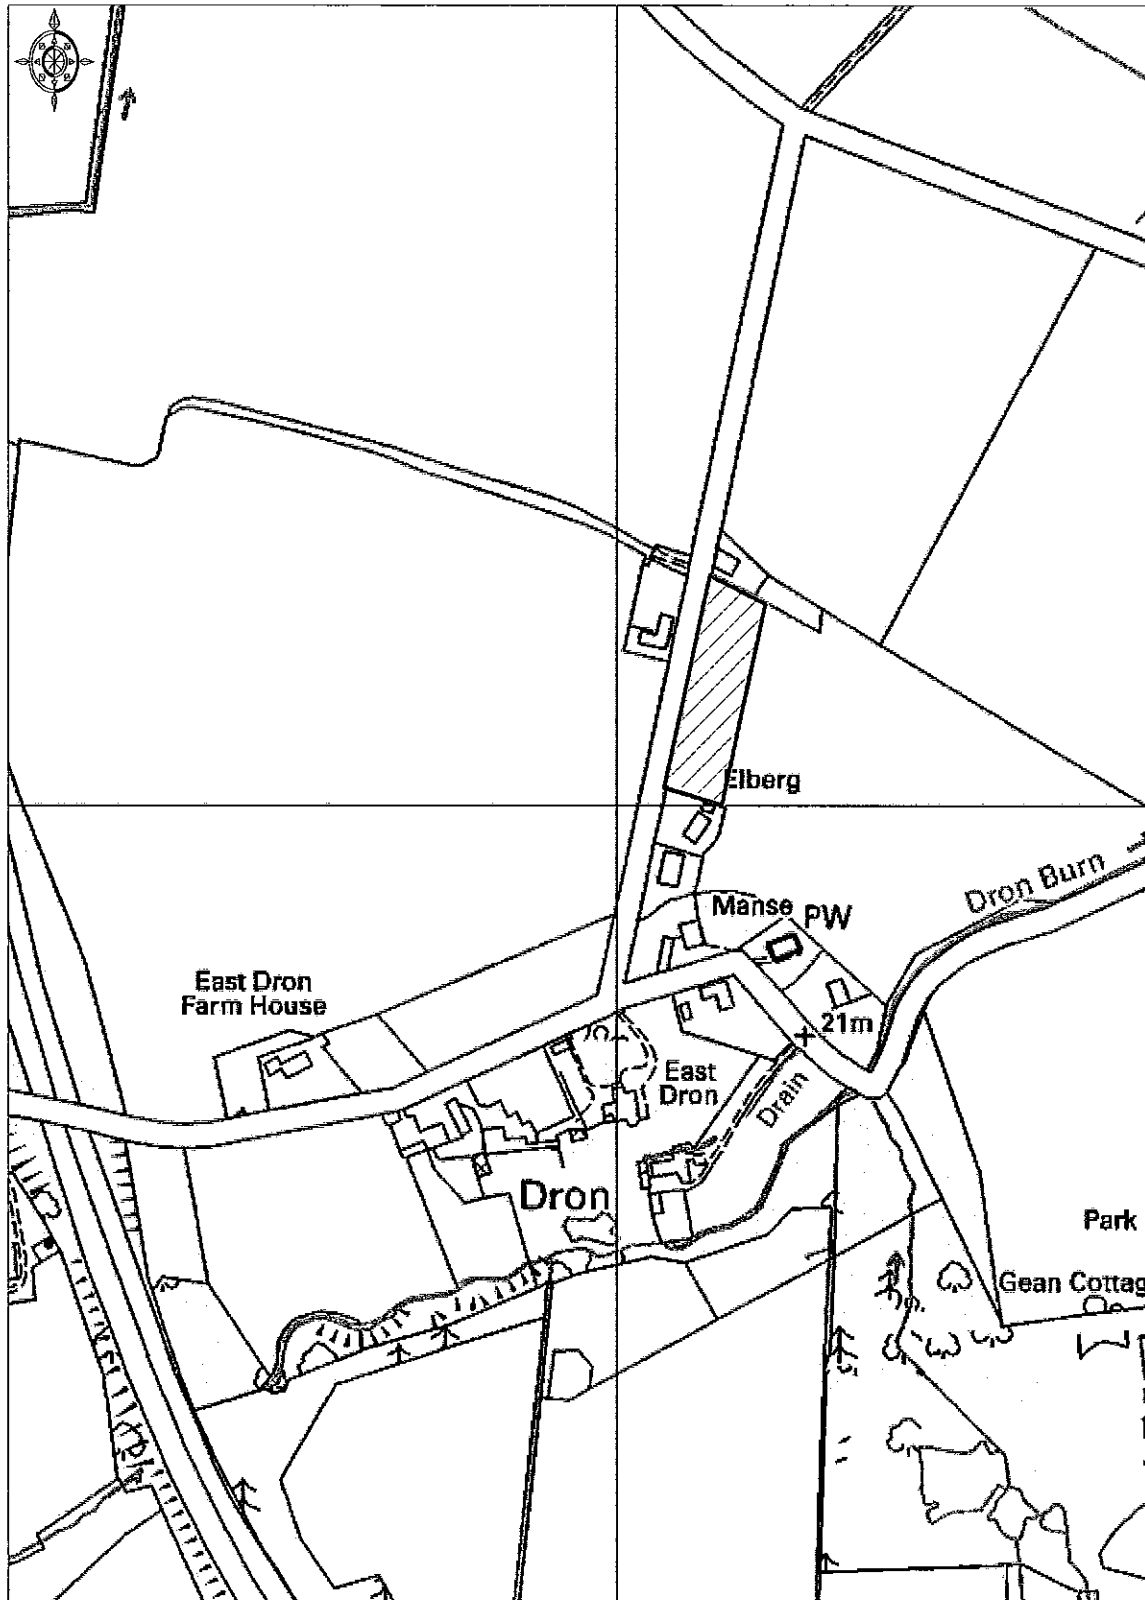 Elberg
Manse PW
Dron Burn
East Dron
Farm House
21m
East
Dron
Drain
Dron
Park
Gean Cottag